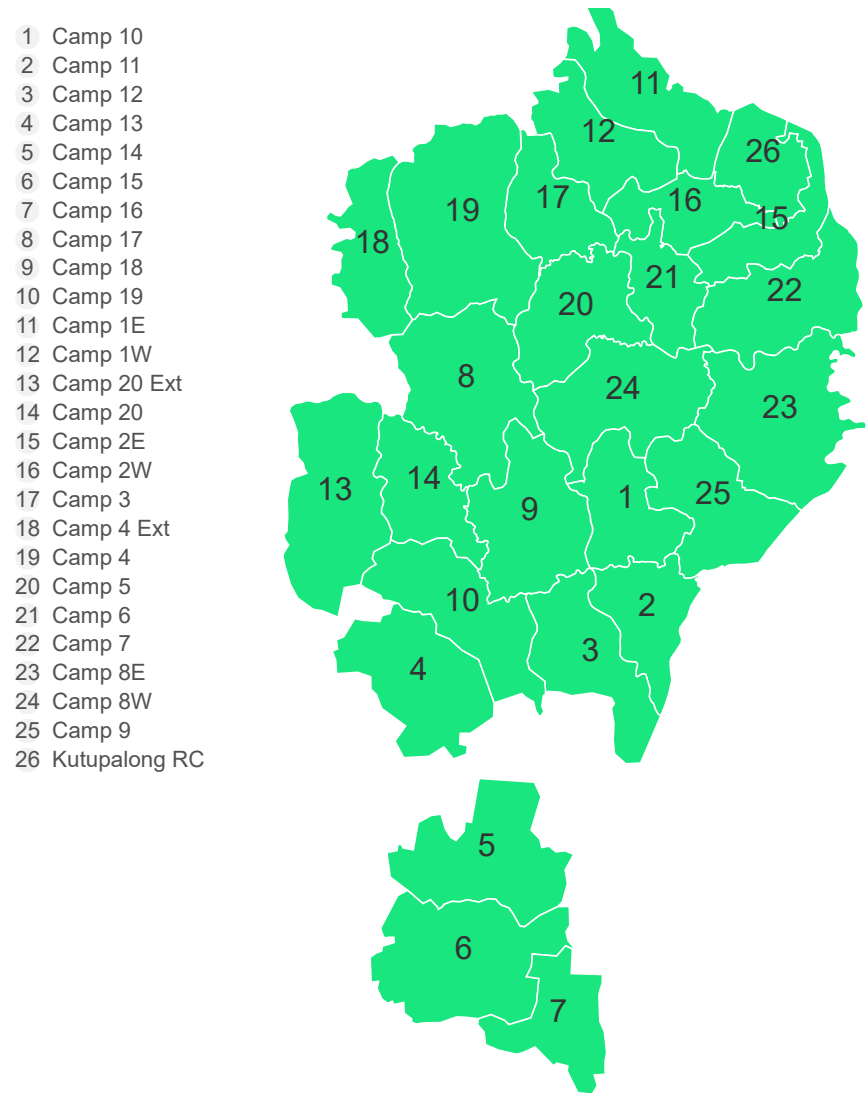 1 Camp 10
2 Camp 11
3 Camp 12
4 Camp 13
5 Camp 14
6 Camp 15
7 Camp 16
8 Camp 17
9 Camp 18
10 Camp 19
11 Camp 1E
12 Camp 1W
13 Camp 20 Ext
14 Camp 20
15 Camp 2E
16 Camp 2W
17 Camp 3
18 Camp 4 Ext
19 Camp 4
20 Camp 5
21 Camp 6
22 Camp 7
23 Camp 8E
24 Camp 8W
25 Camp 9
26 Kutupalong RC
11
12
26
17
16
19
15
18
21
22
20
8
24
23
14
13
25
1
9
10
2
3
4
5
6
7